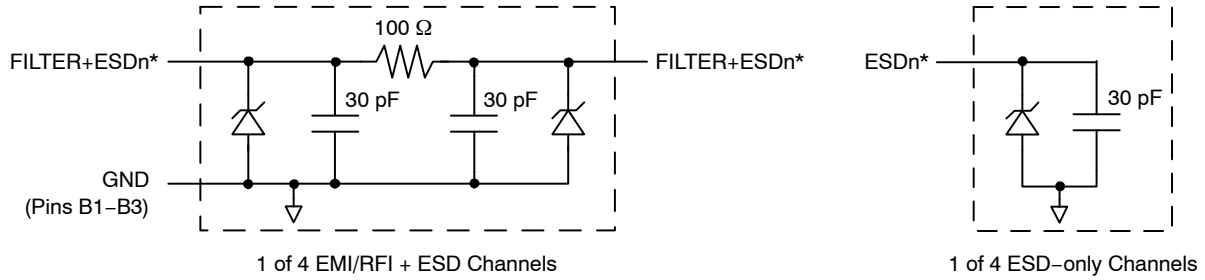 100 Ω
FILTER+ESDn*
FILTER+ESDn*
30 pF
30 pF
GND
(Pins B1−B3)
1 of 4 EMI/RFI + ESD Channels
ESDn*
30 pF
1 of 4 ESD−only Channels